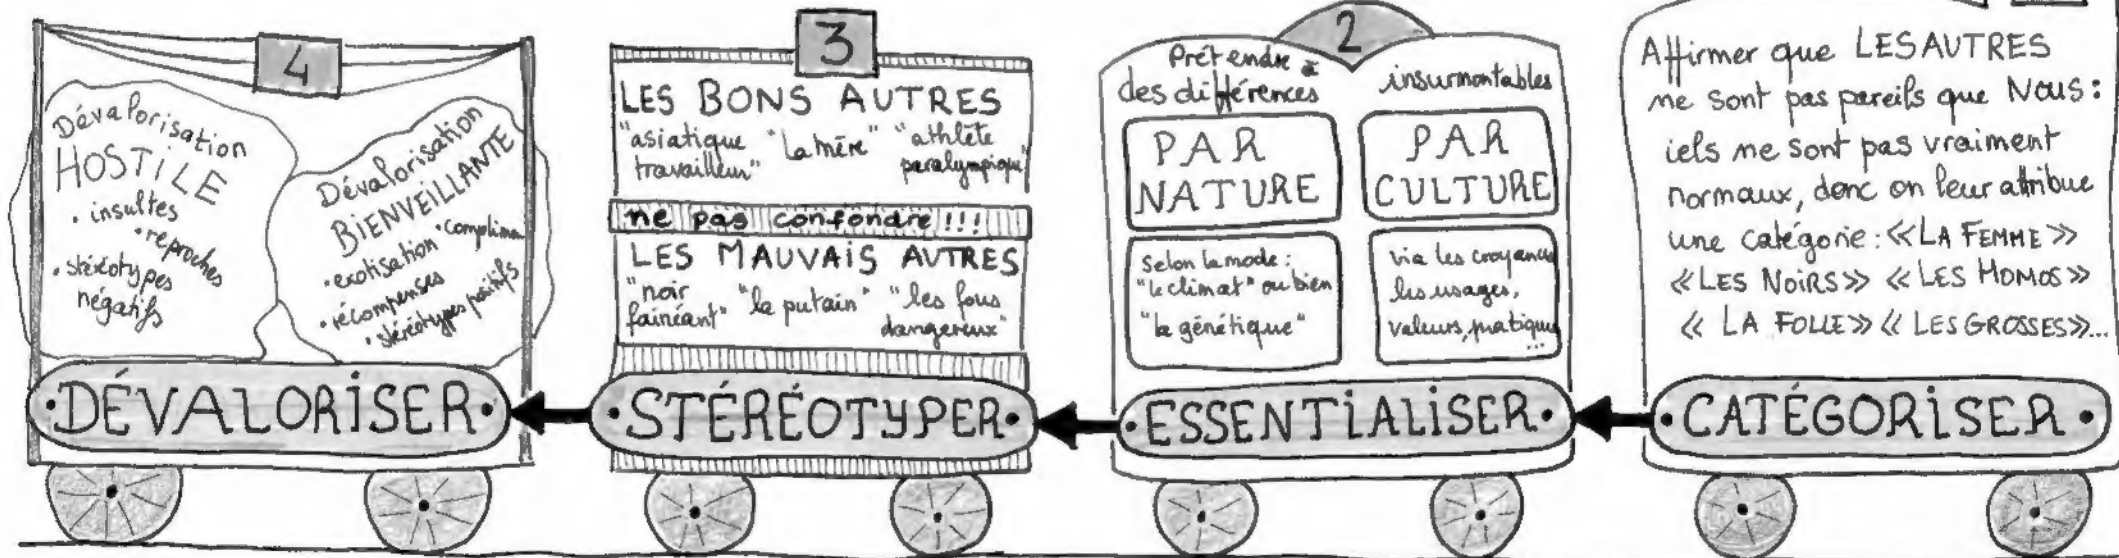 4
Dévalorisation
HOSTILE
• insultes
• reproches
• stéréotypes
négatifs
Dévalorisation
BIENVEILLANTE
• exotisation • complimen
• récompenses
• stéréotypes positifs
•DÉVALORISER•
3
LES BONS AUTRES
"asiatique "La mère" "athlète
travailleur" paralympique"
ne pas confondre!!!
LES MAUVAIS AUTRES
"noir "la putain" "les fous
fainéant" dangereux"
•STÉRÉOTYPER•
2
Prétendre à
des différences insurmontables
PAR
NATURE
selon la mode:
"le climat" ou bien
"la génétique"
PAR
CULTURE
via les croyances
les usages,
valeurs, pratiques
...
•ESSENTIALISER•
Affirmer que LES AUTRES
ne sont pas pareils que NOUS:
iels ne sont pas vraiment
normaux, donc on leur attribue
une catégorie: «LA FEMME»
«LES NOIRS» «LES HOMOS»
«LA FOLLE» «LES GROSSES»...
•CATÉGORISER•